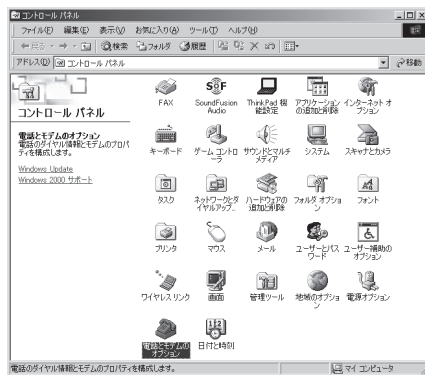 コントロール パネル
ファイル(F) 編集(E) 表示(V) お気に入り(A) ツール(T) ヘルプ(H)
戻る 検索 フォルダ 履歴
アドレス(D) コントロール パネル 移動
コントロール パネル
電話とモデムのオプション
電話のダイヤル情報とモデムのプロパティを構成します。
Windows Update
Windows 2000 サポート
FAX
SoundFusion Audio
ThinkPad 機能設定
アプリケーションの追加と削除
インターネット オプション
キーボード
ゲーム コントローラ
サウンドとマルチメディア
システム
スキャナとカメラ
タスク
ネットワークとダイヤルアップ...
ハードウェアの追加と削除
フォルダ オプション
フォント
プリンタ
マウス
メール
ユーザーとパスワード
ユーザー補助のオプション
ワイヤレス リンク
画面
管理ツール
地域のオプション
電源オプション
電話とモデムのオプション
日付と時刻
電話のダイヤル情報とモデムのプロパティを構成します。 マイ コンピュータ